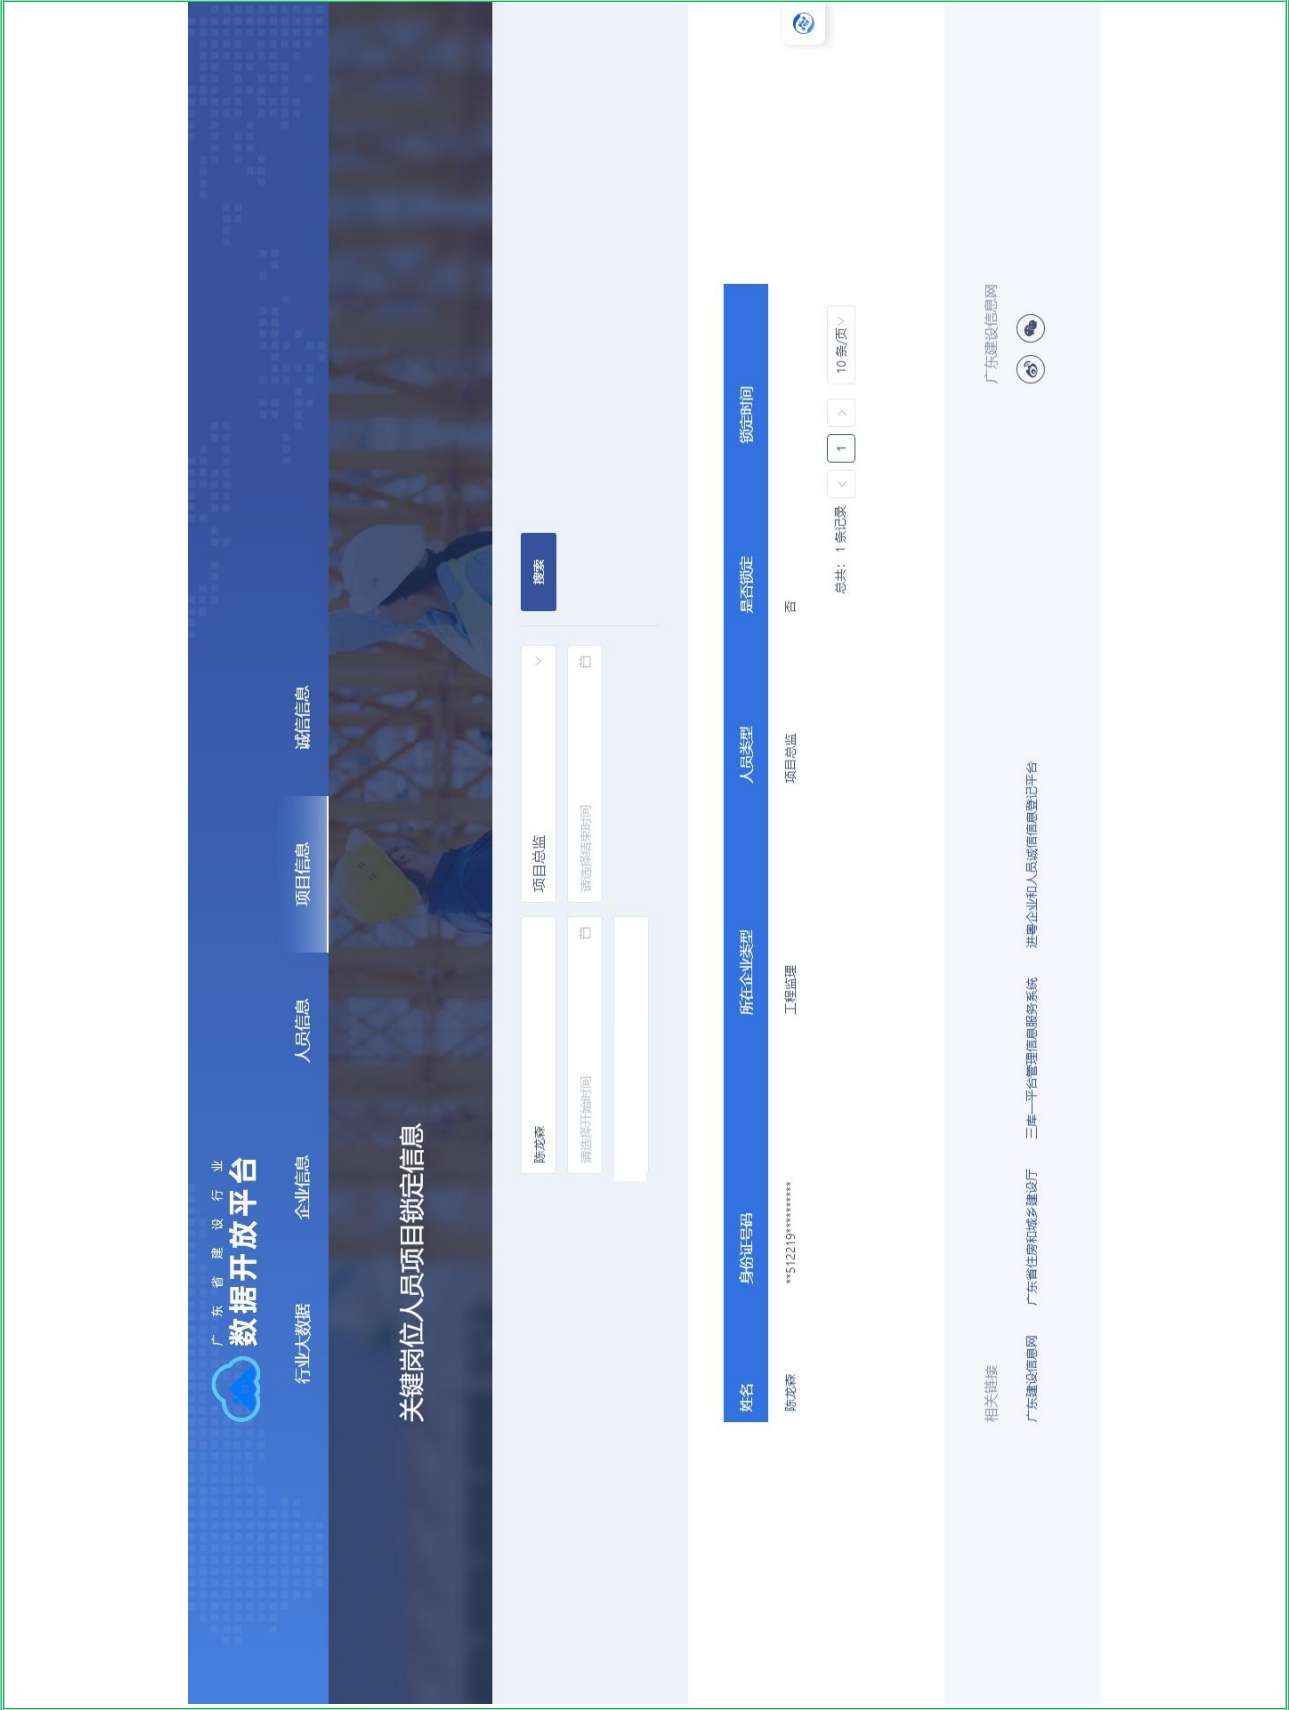 广东省建设行业
数据开放平台
行业大数据 企业信息 人员信息 项目信息 诚信信息
关键岗位人员项目锁定信息
陈龙森 项目总监 搜索
请选择开始时间 请选择结束时间
姓名 身份证号码 所在企业类型 人员类型 是否锁定 锁定时间
陈龙森 **512219*********** 工程监理 项目总监 否
总共： 1 条记录 1 10 条/页
相关链接 广东建设信息网
广东建设信息网 广东省住房和城乡建设厅 三库一平台管理信息服务系统 进粤企业和人员诚信信息登记平台